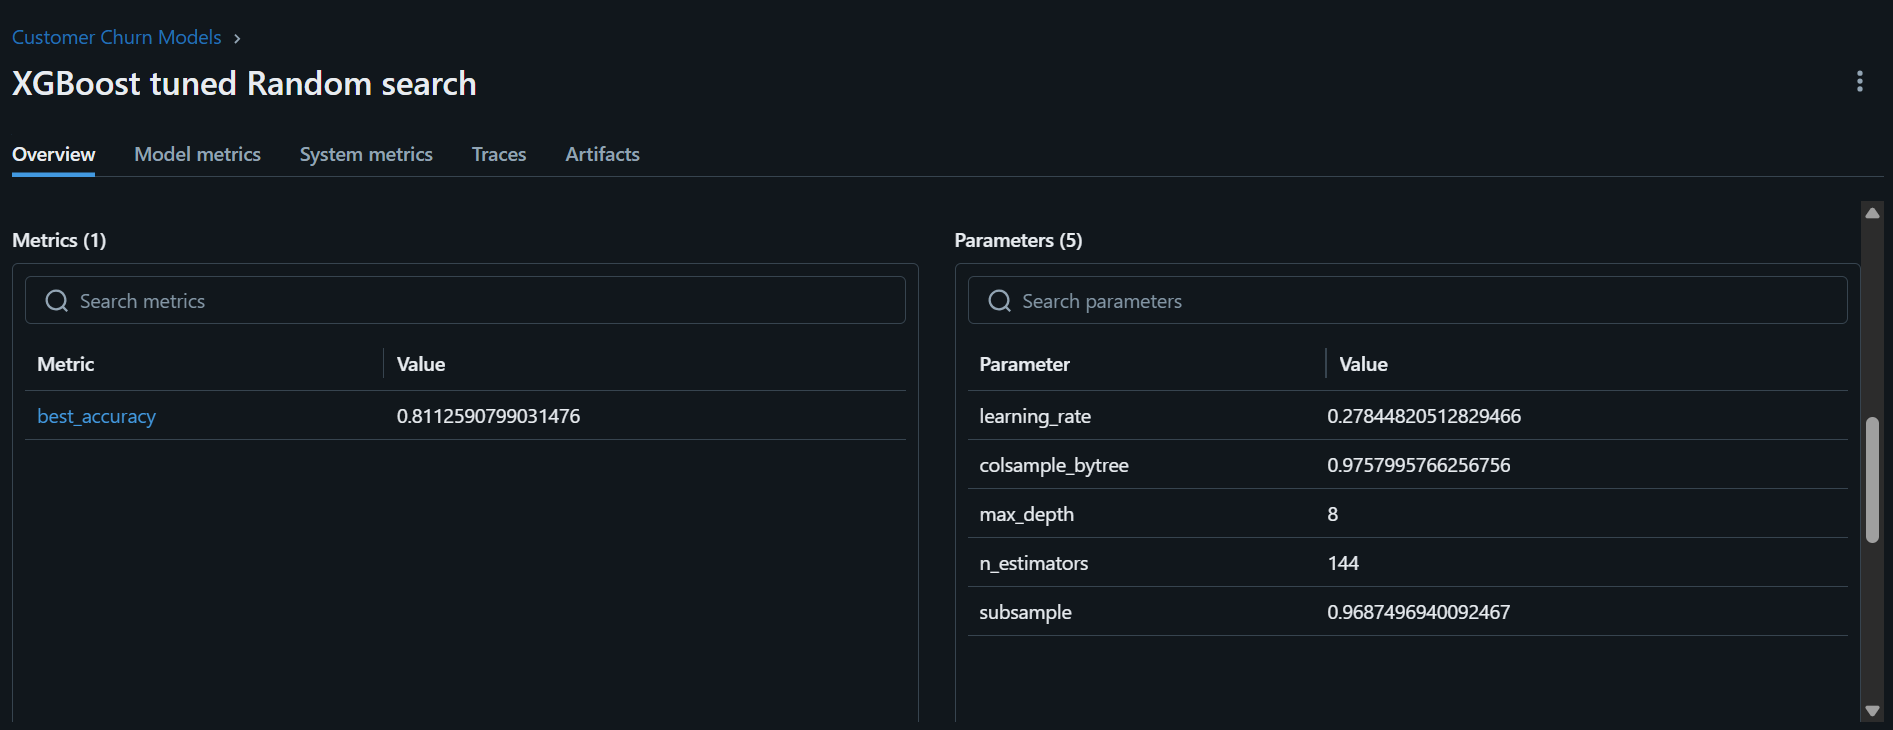 Customer Churn Models
XGBoost tuned Random search
Overview Model metrics System metrics Traces Artifacts
Metrics (1)
Search metrics
Metric Value
best_accuracy 0.8112590799031476
Parameters (5)
Search parameters
Parameter Value
learning_rate 0.27844820512829466
colsample_bytree 0.9757995766256756
max_depth 8
n_estimators 144
subsample 0.9687496940092467